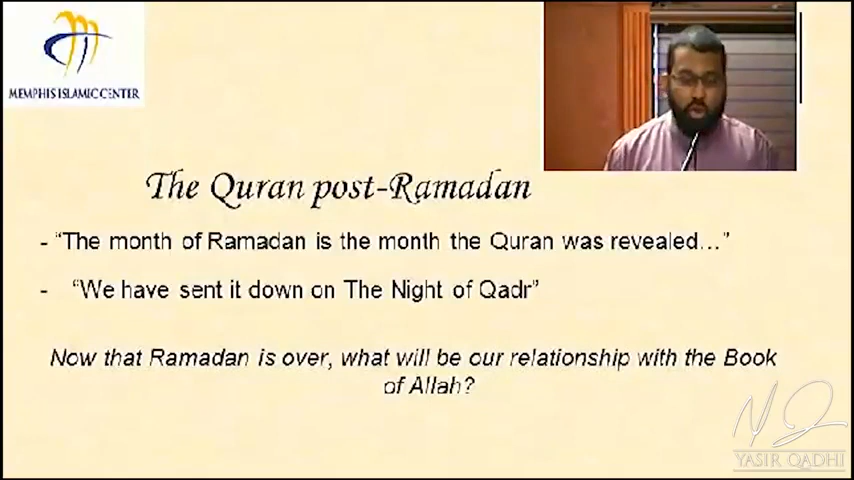 MEMPHIS ISLAMIC CENTER
The Quran post-Ramadan
- “The month of Ramadan is the month the Quran was revealed…”
- “We have sent it down on The Night of Qadr”
Now that Ramadan is over, what will be our relationship with the Book
of Allah?
YASIR QADHI